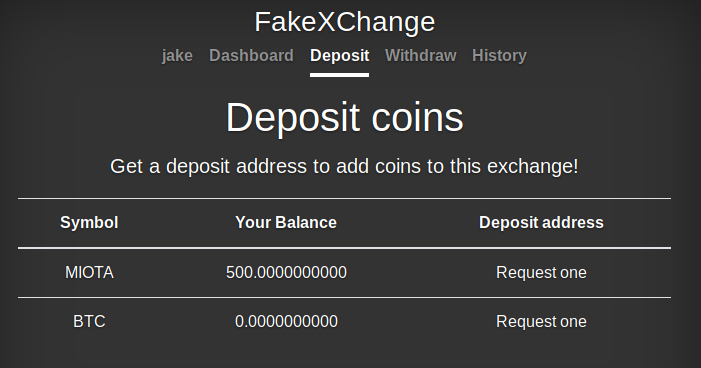 FakeXChange
jake Dashboard Deposit Withdraw History
Deposit coins
Get a deposit address to add coins to this exchange!
Symbol Your Balance Deposit address
MIOTA 500.0000000000 Request one
BTC 0.0000000000 Request one